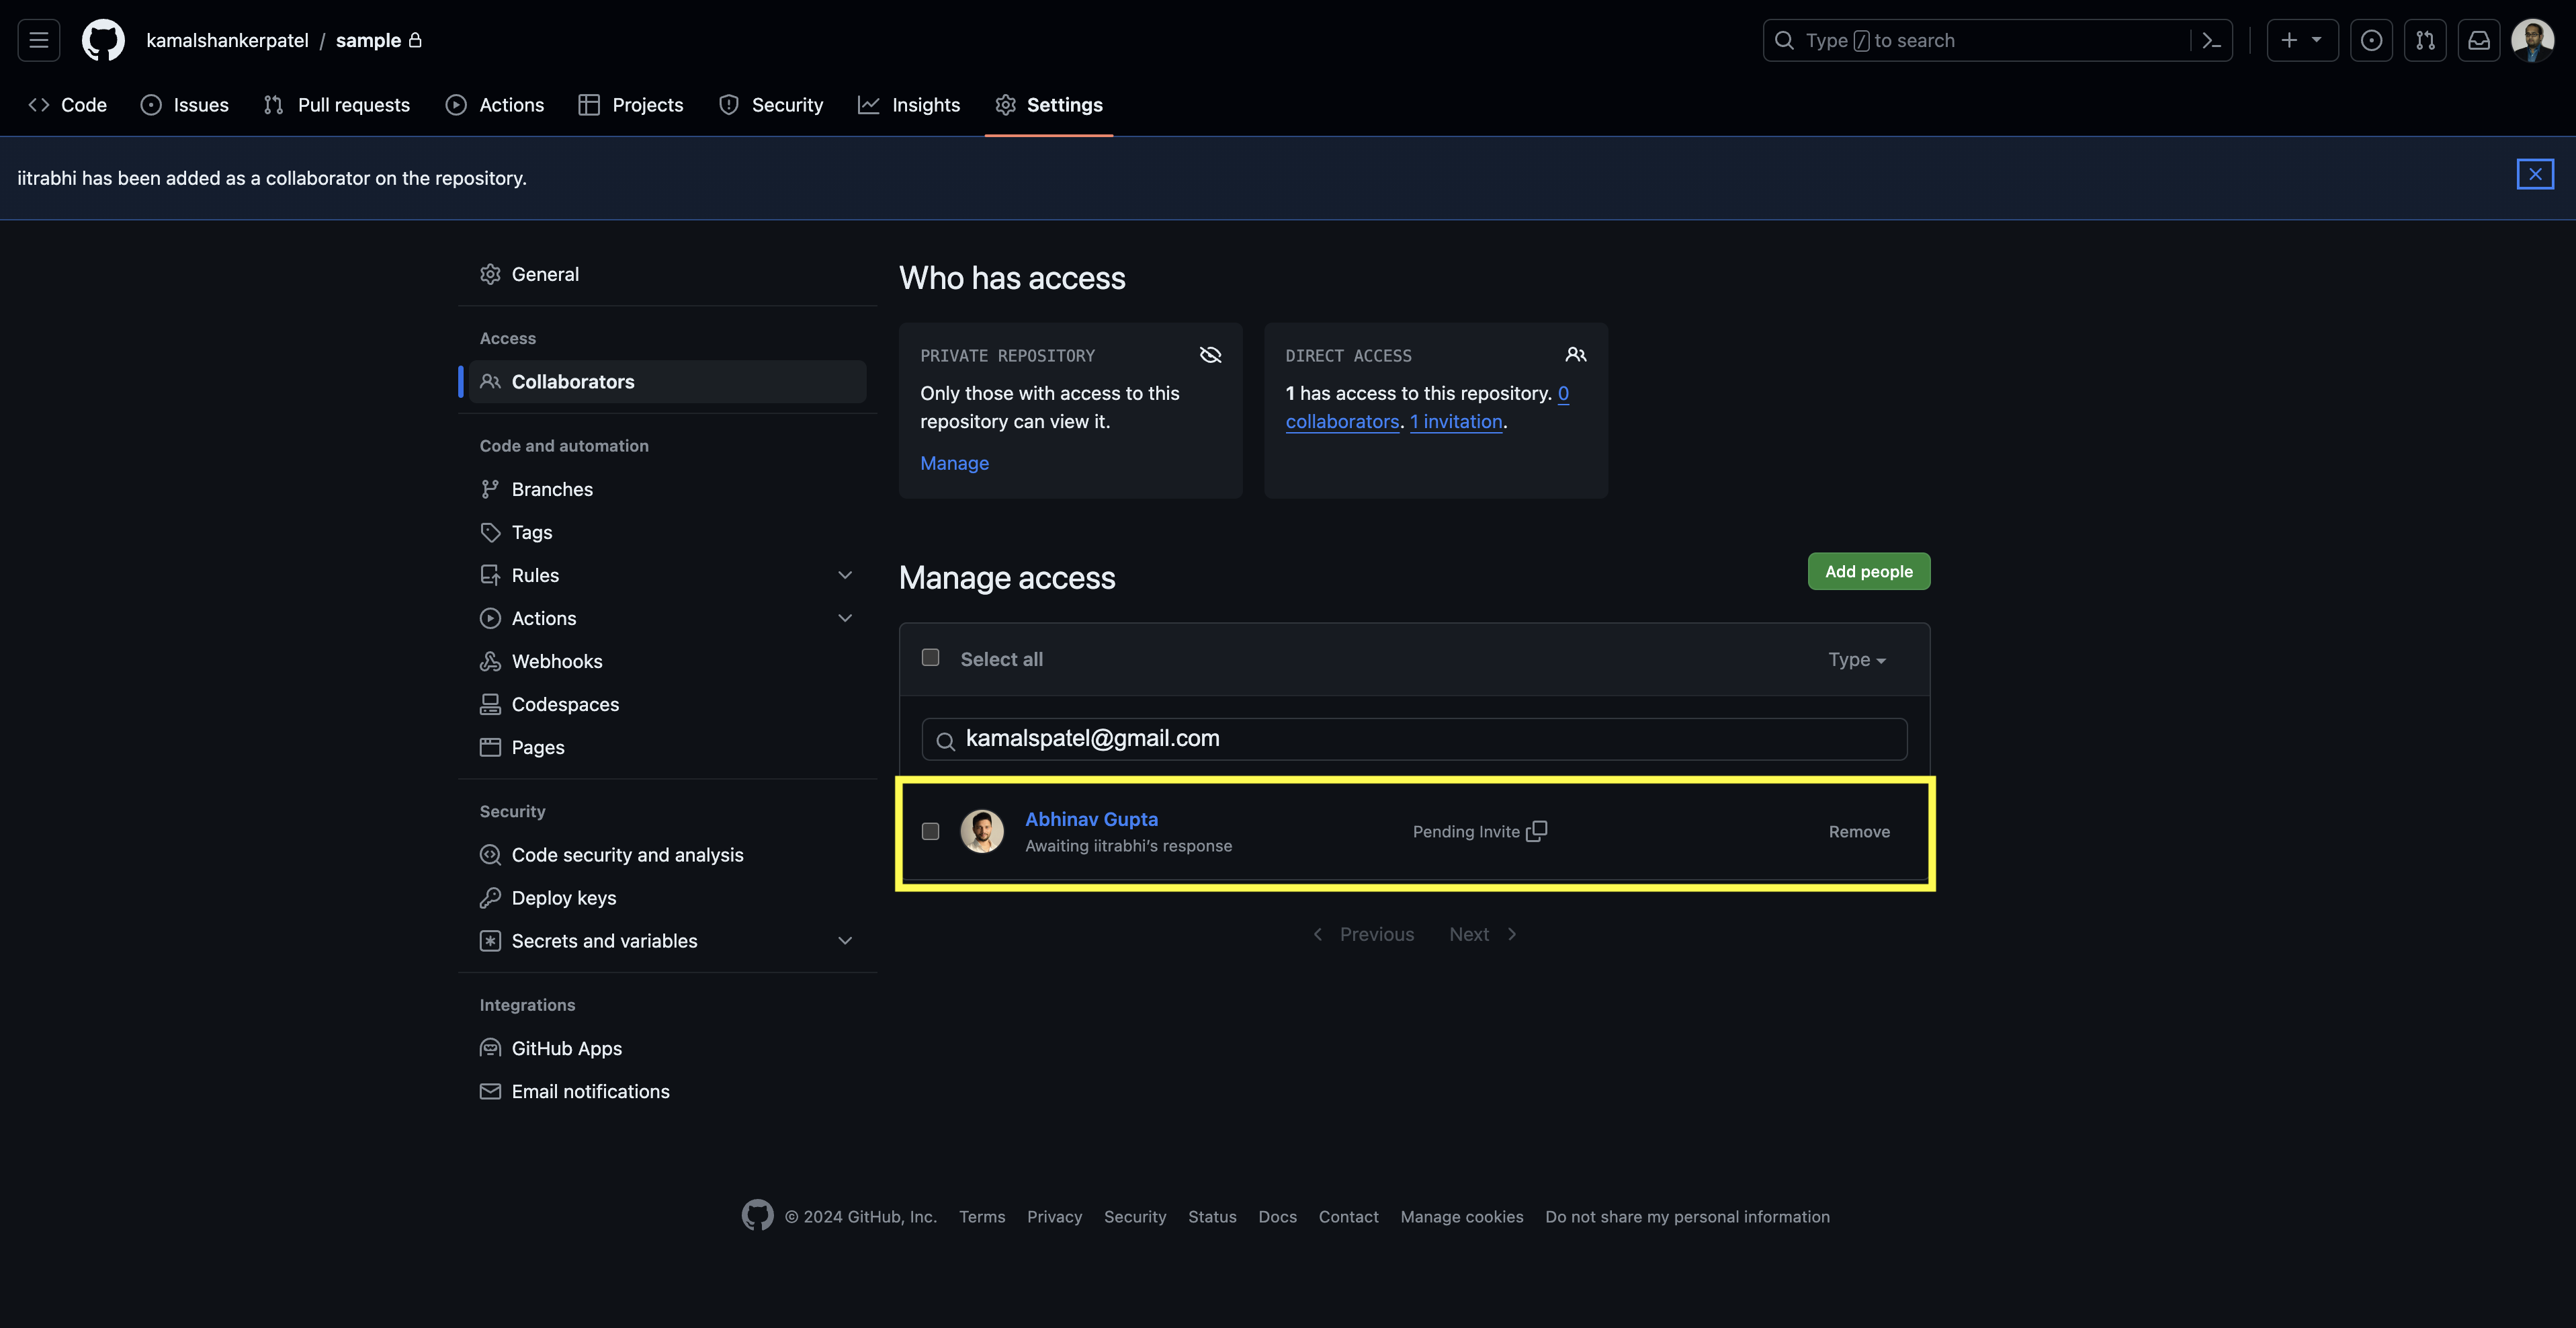 kamalshankerpatel / sample
Type / to search
Code Issues Pull requests Actions Projects Security Insights Settings
iitrabhi has been added as a collaborator on the repository.
General
Access
Collaborators
Code and automation
Branches
Tags
Rules
Actions
Webhooks
Codespaces
Pages
Security
Code security and analysis
Deploy keys
Secrets and variables
Integrations
GitHub Apps
Email notifications
Who has access
PRIVATE REPOSITORY
Only those with access to this
repository can view it.
Manage
DIRECT ACCESS
1 has access to this repository. 0
collaborators. 1 invitation.
Manage access
Add people
Select all
Type
kamalspatel@gmail.com
Abhinav Gupta
Awaiting iitrabhi's response
Pending Invite
Remove
Previous Next
© 2024 GitHub, Inc. Terms Privacy Security Status Docs Contact Manage cookies Do not share my personal information